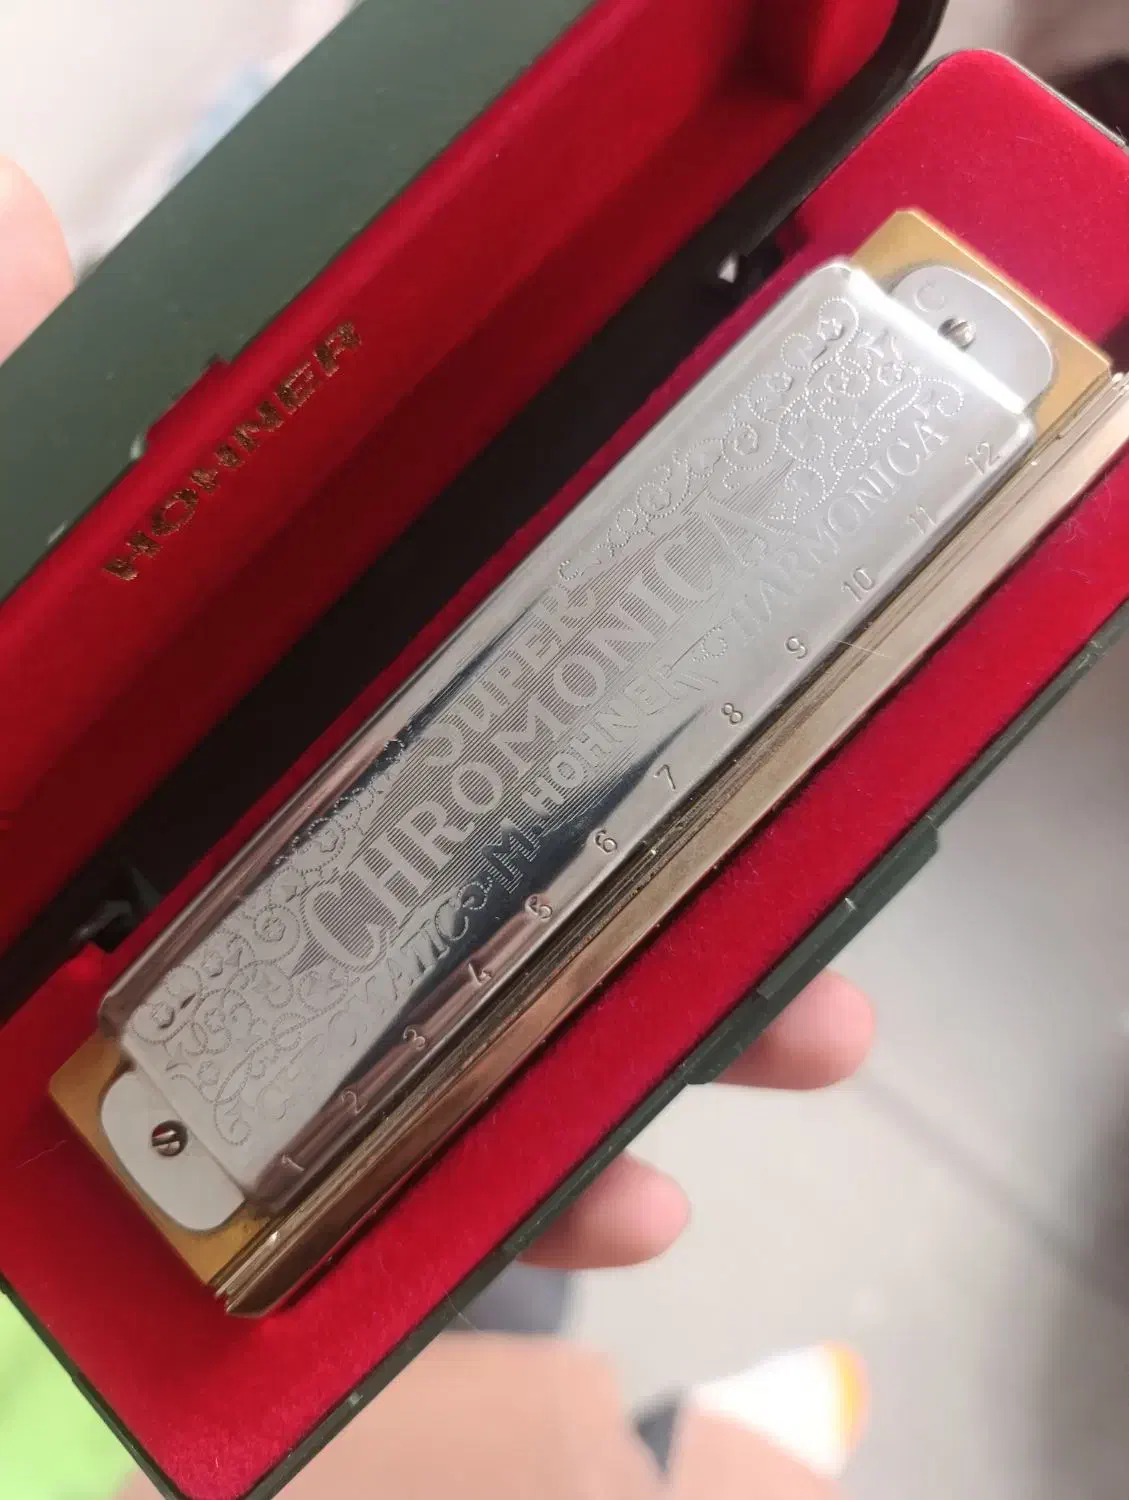 HOHNER
C
SUPER
CHROMONICA
CHROMATIC M. HOHNER HARMONICA
1 2 3 4 5 6 7 8 9 10 11 12